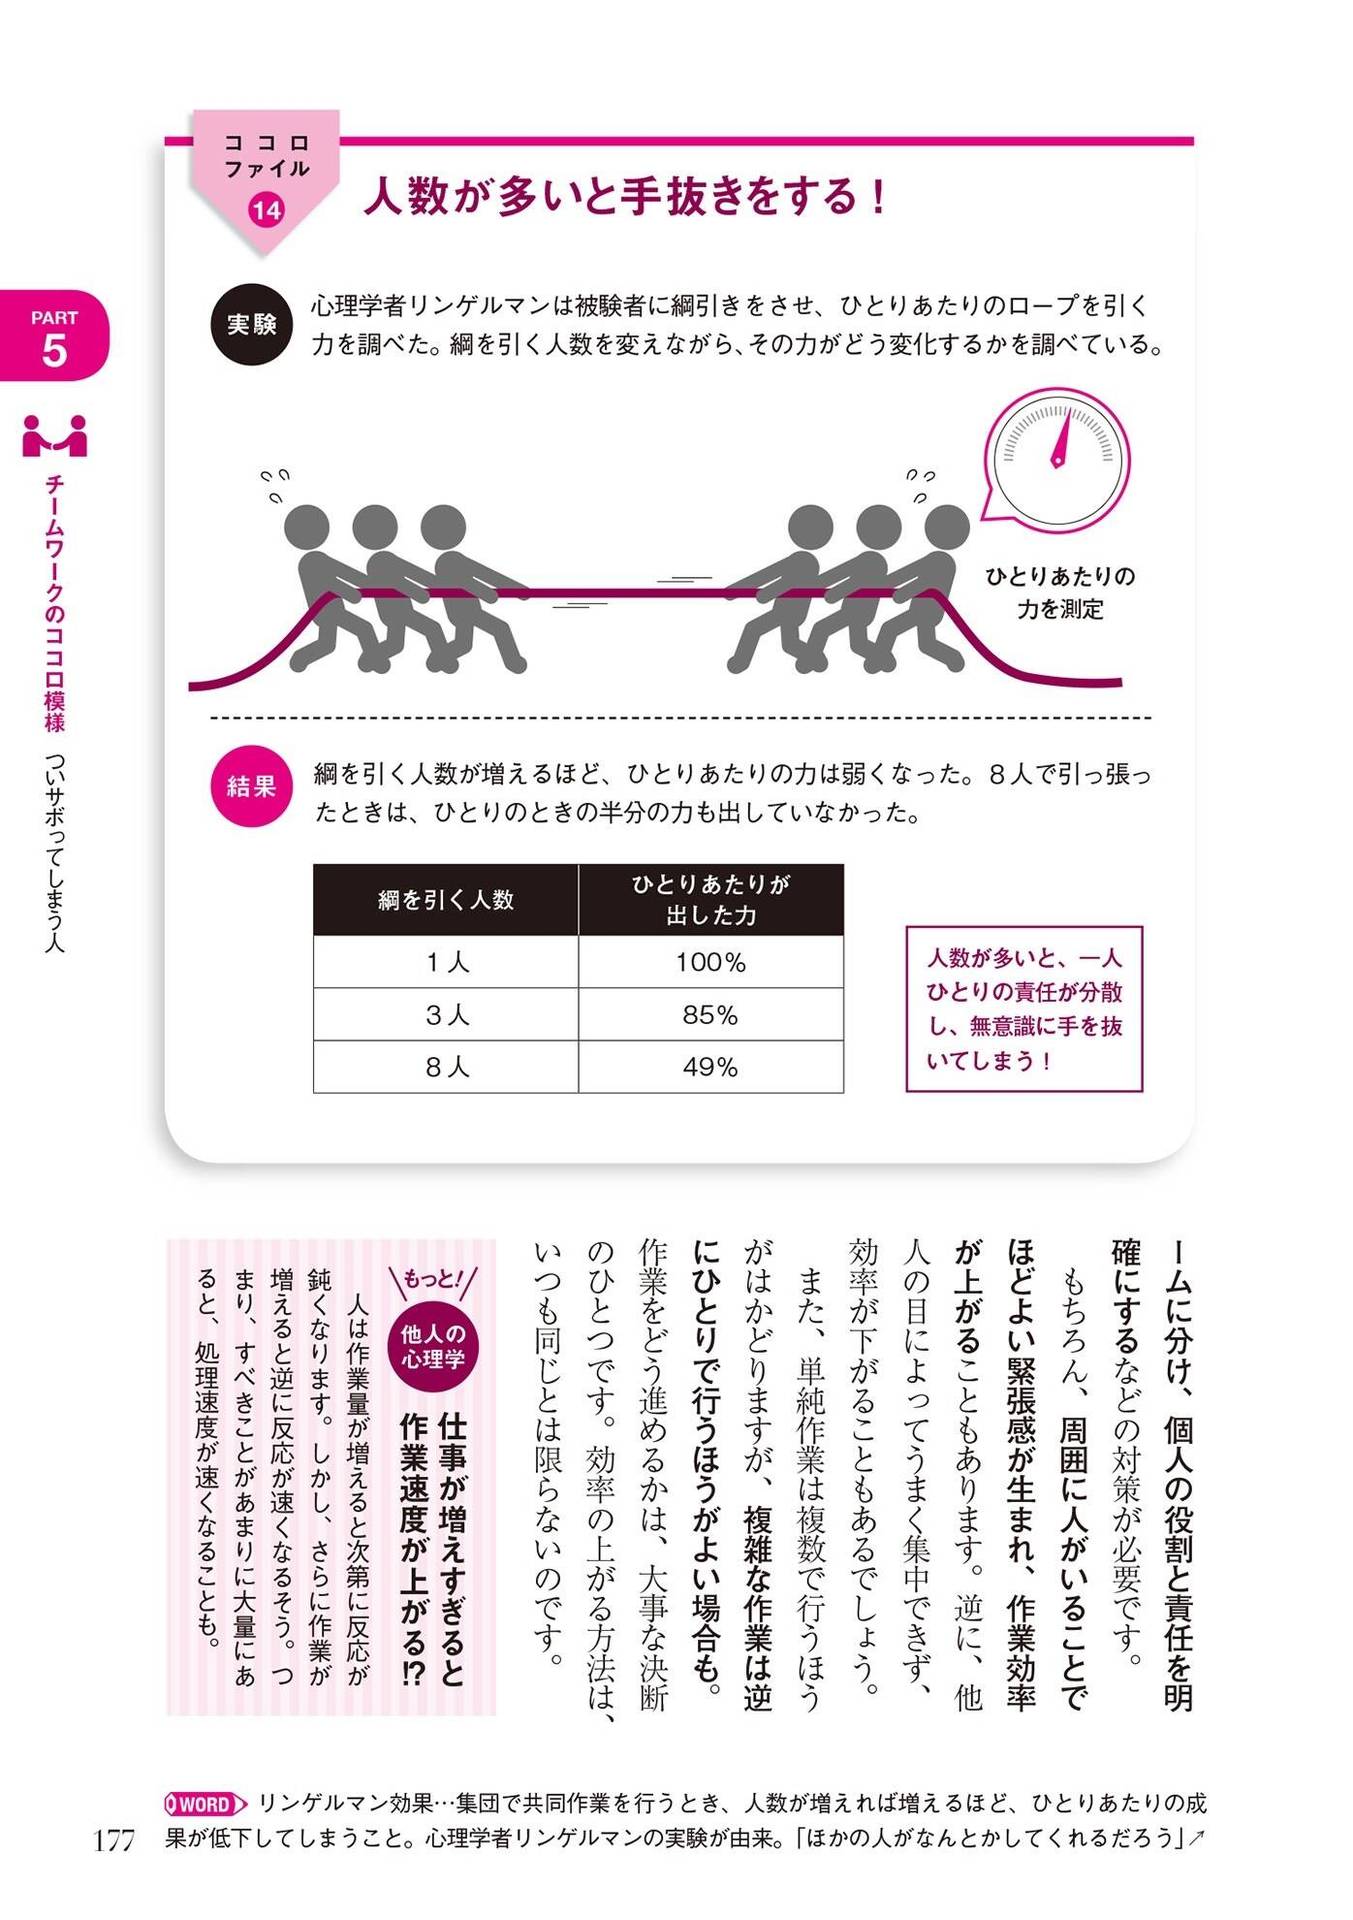 ココロ
ファイル
14
人数が多いと手抜きをする！
実験
心理学者リンゲルマンは被験者に綱引きをさせ、ひとりあたりのロープを引く
力を調べた。綱を引く人数を変えながら、その力がどう変化するかを調べている。
ひとりあたりの
力を測定
結果
綱を引く人数が増えるほど、ひとりあたりの力は弱くなった。８人で引っ張っ
たときは、ひとりのときの半分の力も出していなかった。
綱を引く人数
ひとりあたりが
出した力
1人
100%
3人
85%
8人
49%
人数が多いと、一人
ひとりの責任が分散
し、無意識に手を抜
いてしまう！
PART
5
チームワークのココロ模様 ついサボってしまう人
ームに分け、個人の役割と責任を明
確にするなどの対策が必要です。
もちろん、周囲に人がいることで
ほどよい緊張感が生まれ、作業効率
が上がることもあります。逆に、他
人の目によってうまく集中できず、
効率が下がることもあるでしょう。
また、単純作業は複数で行うほう
がはかどりますが、複雑な作業は逆
にひとりで行うほうがよい場合も。
作業をどう進めるかは、大事な決断
のひとつです。効率の上がる方法は、
いつも同じとは限らないのです。
もっと！
他人の
心理学
仕事が増えすぎると
作業速度が上がる!?
人は作業量が増えると次第に反応が
鈍くなります。しかし、さらに作業が
増えると逆に反応が速くなるそう。つ
まり、すべきことがあまりに大量にあ
ると、処理速度が速くなることも。
WORD リンゲルマン効果…集団で共同作業を行うとき、人数が増えれば増えるほど、ひとりあたりの成
果が低下してしまうこと。心理学者リンゲルマンの実験が由来。「ほかの人がなんとかしてくれるだろう」↗
177